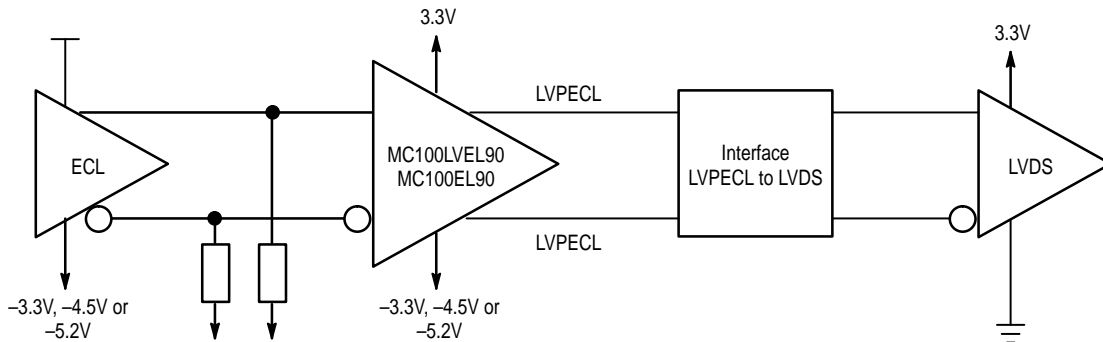 3.3V
3.3V
LVPECL
ECL
MC100LVEL90
MC100EL90
Interface
LVPECL to LVDS
LVDS
LVPECL
–3.3V, –4.5V or
–5.2V
–3.3V, –4.5V or
–5.2V